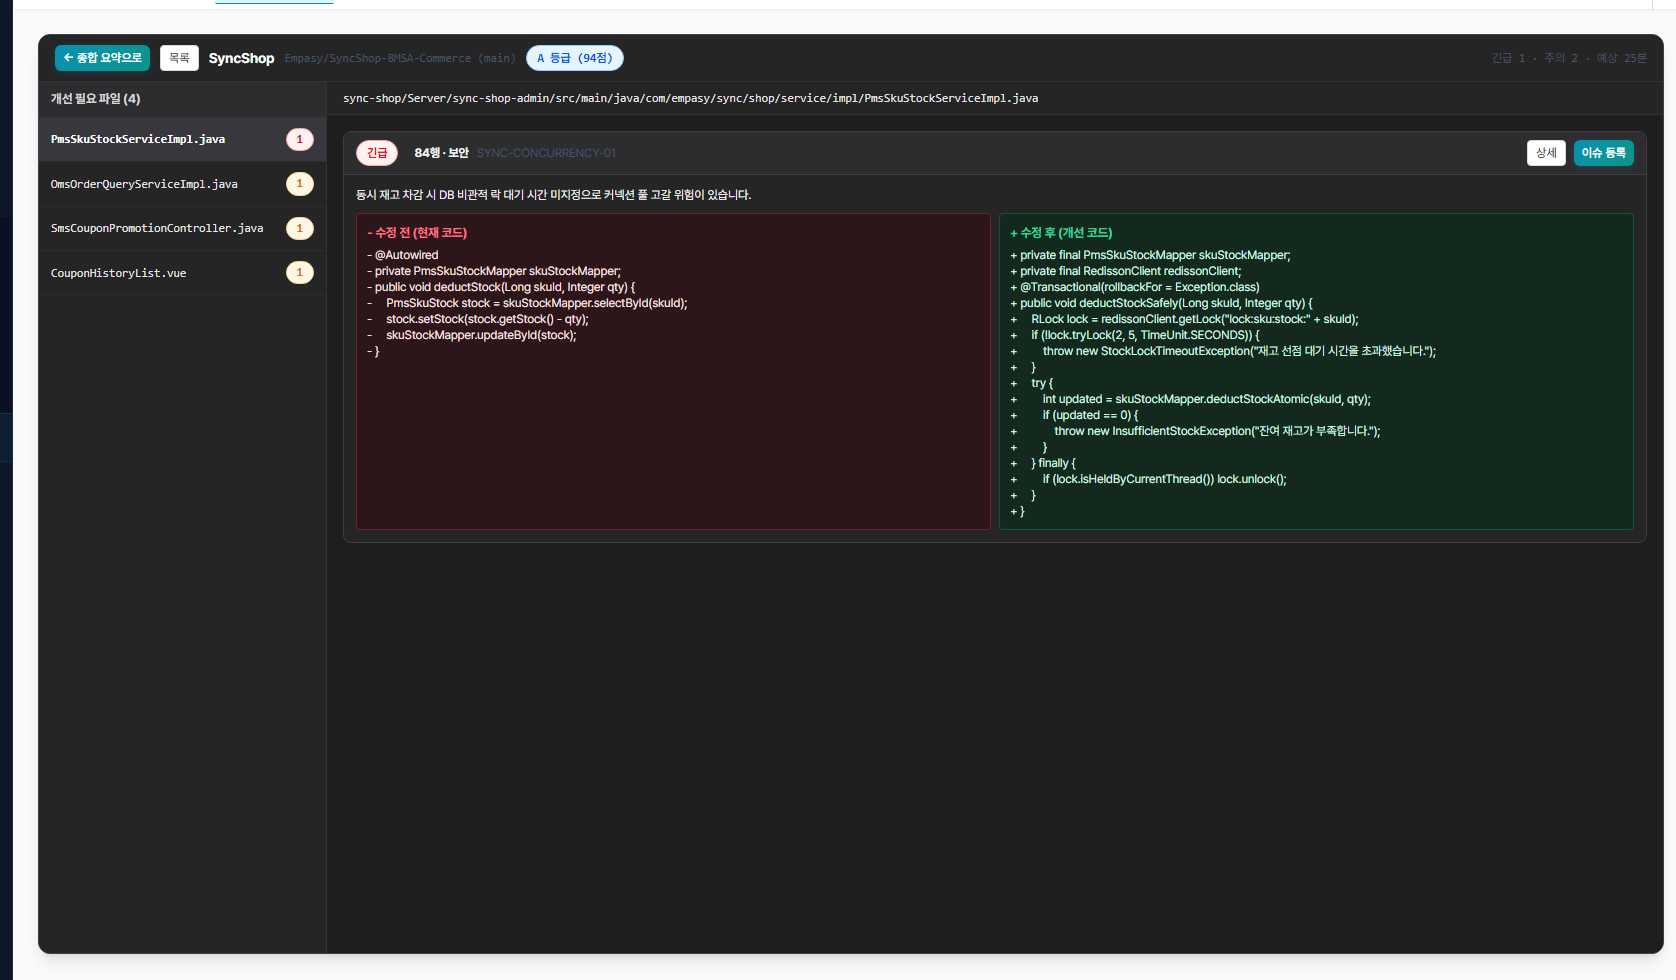 ← 종합 요약으로
목록
SyncShop
Empasy/SyncShop-8MSA-Commerce (main)
A 등급 (94점)
긴급 1 · 주의 2 · 예상 25분
개선 필요 파일 (4)
PmsSkuStockServiceImpl.java
1
OmsOrderQueryServiceImpl.java
1
SmsCouponPromotionController.java
1
CouponHistoryList.vue
1
sync-shop/Server/sync-shop-admin/src/main/java/com/empasy/sync/shop/service/impl/PmsSkuStockServiceImpl.java
긴급
84행 · 보안
SYNC-CONCURRENCY-01
상세
이슈 등록
동시 재고 차감 시 DB 비관적 락 대기 시간 미지정으로 커넥션 풀 고갈 위험이 있습니다.
- 수정 전 (현재 코드)
- @Autowired
- private PmsSkuStockMapper skuStockMapper;
- public void deductStock(Long skuId, Integer qty) {
-     PmsSkuStock stock = skuStockMapper.selectById(skuId);
-     stock.setStock(stock.getStock() - qty);
-     skuStockMapper.updateById(stock);
- }
+ 수정 후 (개선 코드)
+ private final PmsSkuStockMapper skuStockMapper;
+ private final RedissonClient redissonClient;
+ @Transactional(rollbackFor = Exception.class)
+ public void deductStockSafely(Long skuId, Integer qty) {
+     RLock lock = redissonClient.getLock("lock:sku:stock:" + skuId);
+     if (!lock.tryLock(2, 5, TimeUnit.SECONDS)) {
+         throw new StockLockTimeoutException("재고 선점 대기 시간을 초과했습니다.");
+     }
+     try {
+         int updated = skuStockMapper.deductStockAtomic(skuId, qty);
+         if (updated == 0) {
+             throw new InsufficientStockException("잔여 재고가 부족합니다.");
+         }
+     } finally {
+         if (lock.isHeldByCurrentThread()) lock.unlock();
+     }
+ }